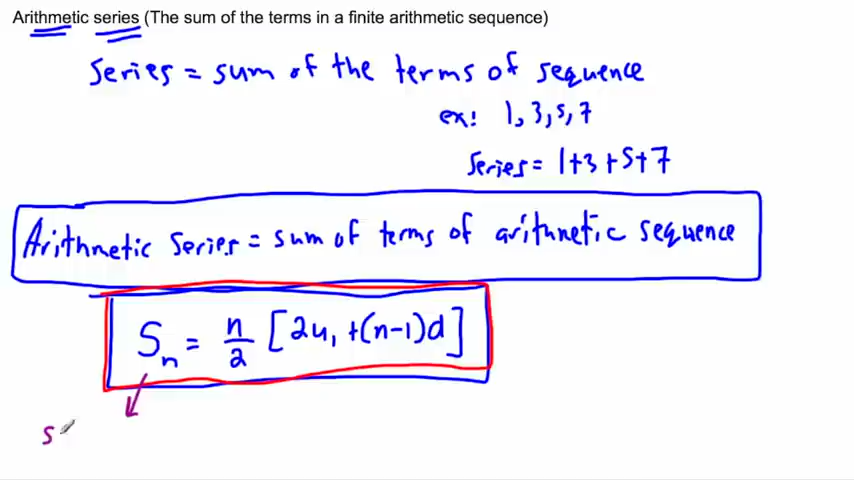 Arithmetic series (The sum of the terms in a finite arithmetic sequence)
Series = sum of the terms of sequence
ex: 1, 3, 5, 7
Series = 1+3+5+7
Arithmetic Series = sum of terms of arithmetic sequence
Sₙ = n/2 [2u₁ + (n-1)d]
s